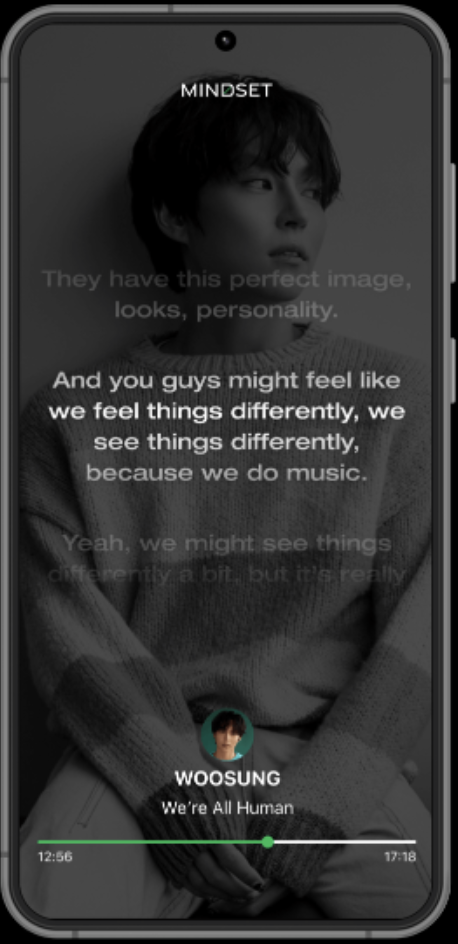 MINDSET
They have this perfect image,
looks, personality.
And you guys might feel like
we feel things differently, we
see things differently,
because we do music.
Yeah, we might see things
differently a bit, but it's really
WOOSUNG
We're All Human
12:56
17:18